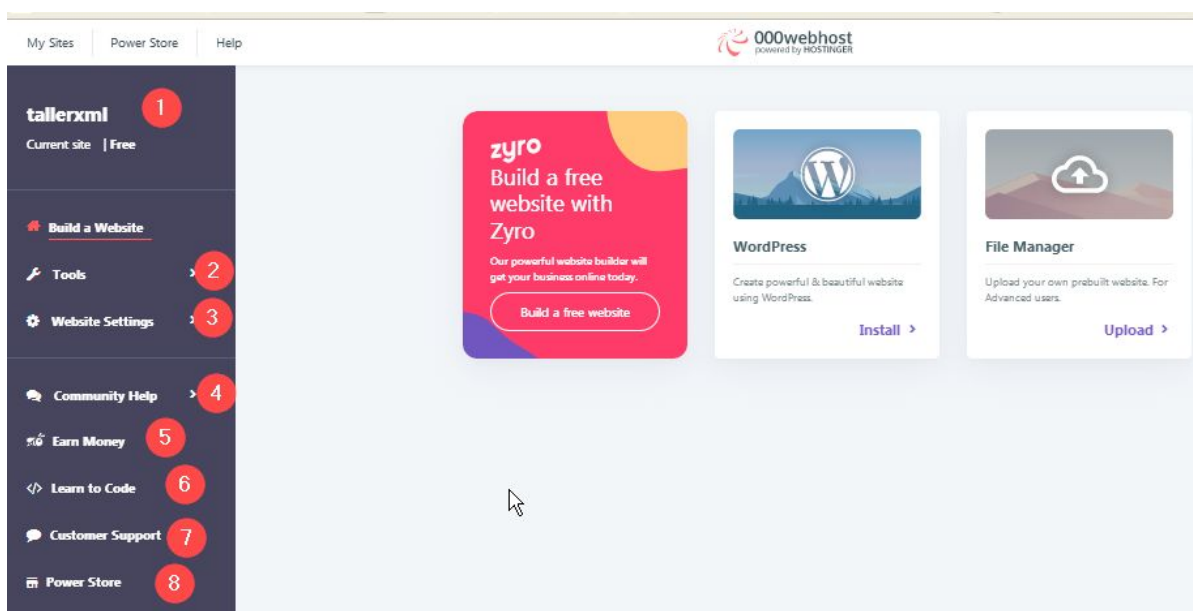 My Sites Power Store Help
000webhost
powered by HOSTINGER
tallerxml 1
Current site | Free
Build a Website
Tools 2
Website Settings 3
Community Help 4
Earn Money 5
Learn to Code 6
Customer Support 7
Power Store 8
zyro
Build a free
website with
Zyro
Our powerful website builder will
get your business online today.
Build a free website
WordPress
Create powerful & beautiful website
using WordPress.
Install
File Manager
Upload your own prebuilt website. For
Advanced users.
Upload